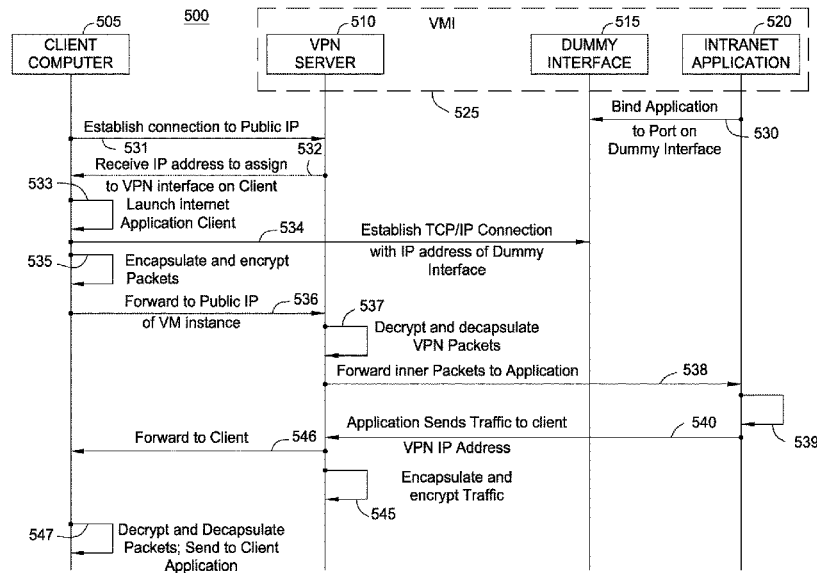 500
505
CLIENT
COMPUTER
510
VPN
SERVER
VMI
515
DUMMY
INTERFACE
520
INTRANET
APPLICATION
525
Bind Application
to Port on
Dummy Interface
530
Establish connection to Public IP
531
Receive IP address to assign
to VPN interface on Client
532
533
Launch internet
Application Client
534
Establish TCP/IP Connection
with IP address of Dummy
Interface
535
Encapsulate and encrypt
Packets
Forward to Public IP
of VM instance
536
537
Decrypt and decapsulate
VPN Packets
Forward inner Packets to Application
538
539
Application Sends Traffic to client
VPN IP Address
540
Forward to Client
546
Encapsulate and
encrypt Traffic
545
547
Decrypt and Decapsulate
Packets; Send to Client
Application